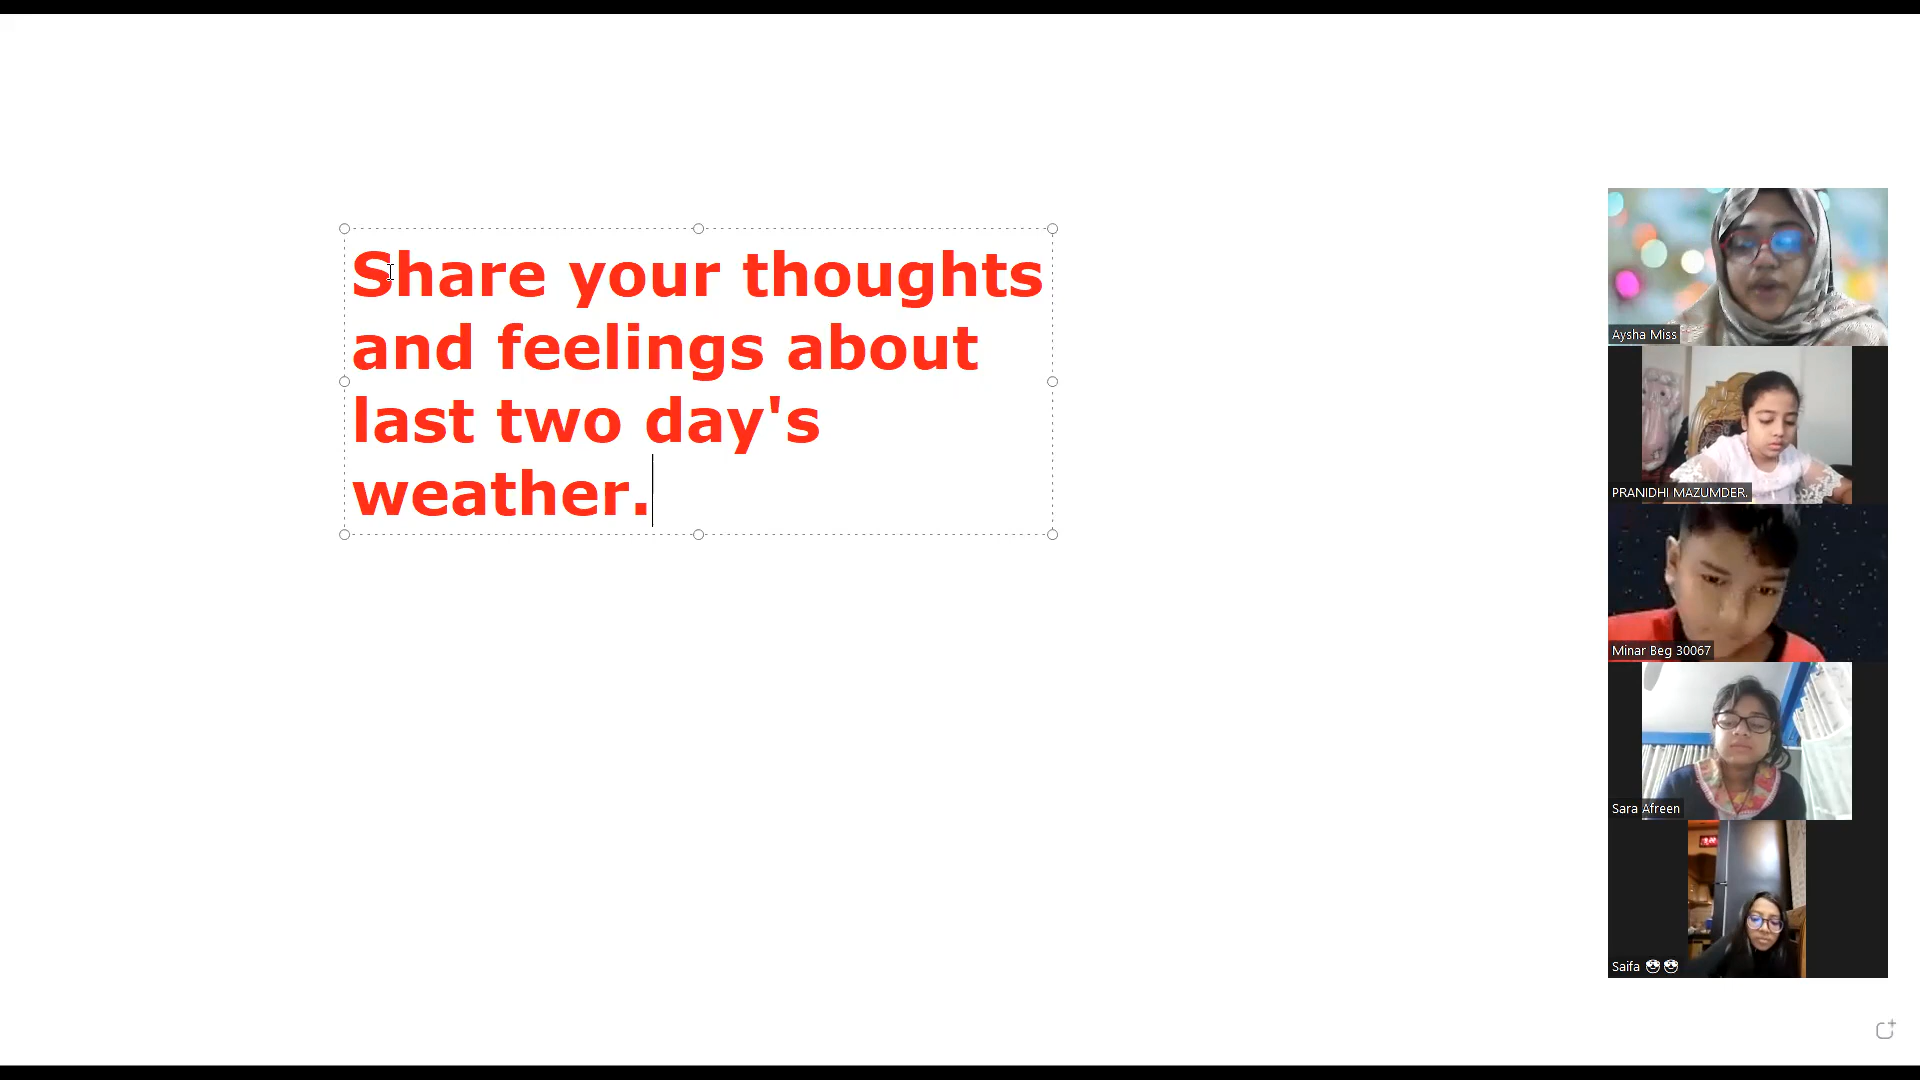 Share your thoughts
and feelings about
last two day's
weather.
Aysha Miss
PRANIDHI MAZUMDER.
Minar Beg 30067
Sara Afreen
Saifa 😎😎